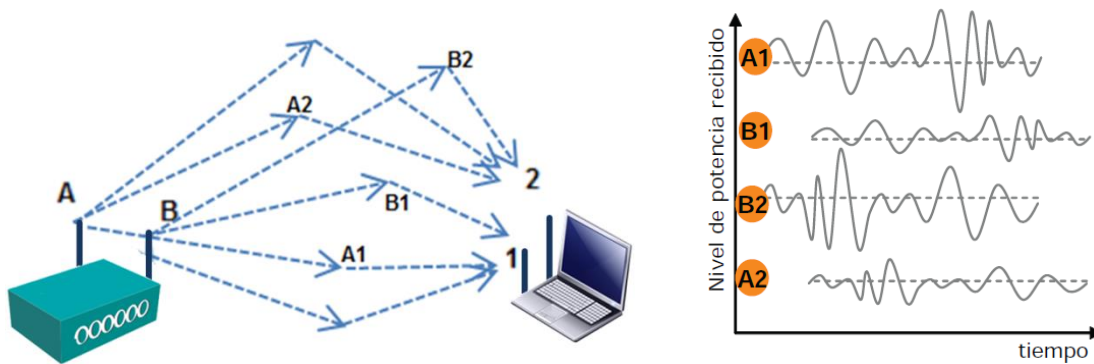 B2
A2
A
2
B
B1
A1
1
Nivel de potencia recibido
A1
B1
B2
A2
tiempo